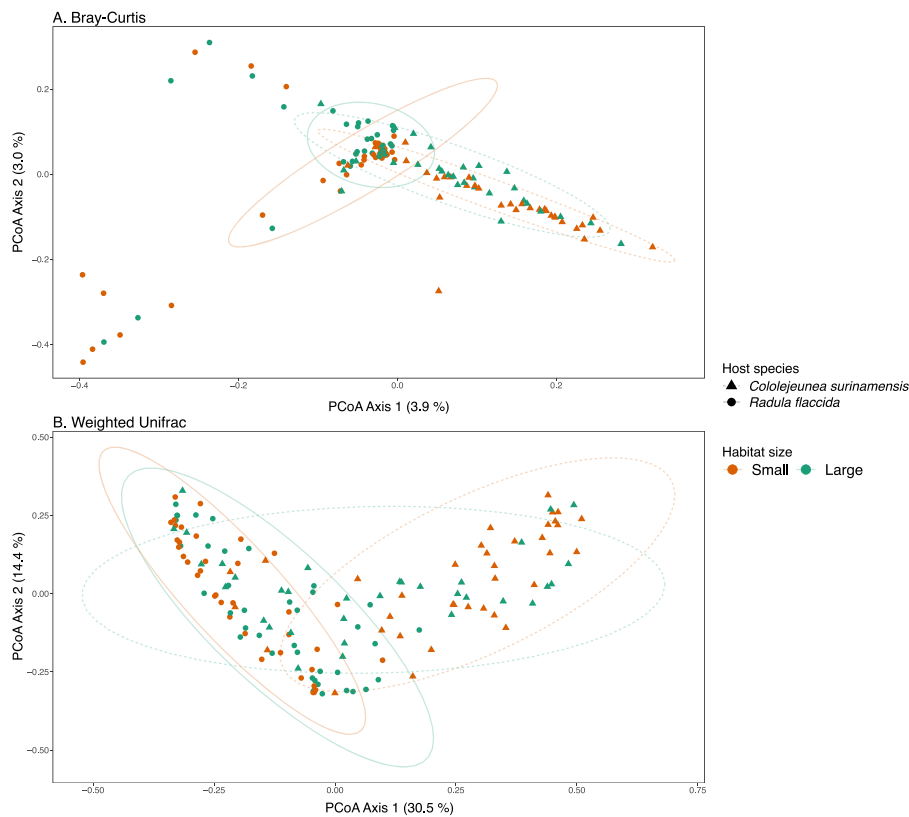 A. Bray-Curtis
0.2
0.0
−0.2
−0.4
PCoA Axis 2 (3.0 %)
−0.4
−0.2
0.0
0.2
PCoA Axis 1 (3.9 %)
Host species
Cololejeunea surinamensis
Radula flaccida
Habitat size
Small
Large
B. Weighted Unifrac
0.50
0.25
0.00
−0.25
−0.50
PCoA Axis 2 (14.4 %)
−0.50
−0.25
0.00
0.25
0.50
0.75
PCoA Axis 1 (30.5 %)